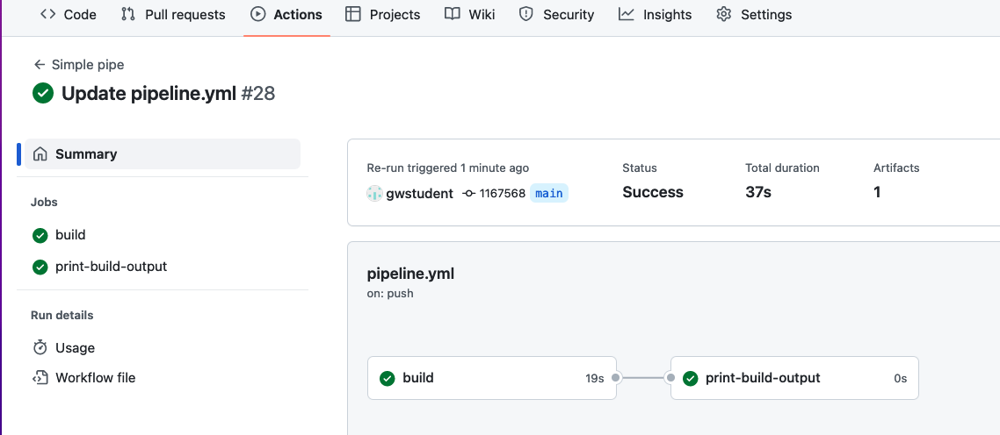 Code Pull requests Actions Projects Wiki Security Insights Settings
Simple pipe
Update pipeline.yml #28
Summary
Jobs
build
print-build-output
Run details
Usage
Workflow file
Re-run triggered 1 minute ago Status Total duration Artifacts
gwstudent 1167568 main Success 37s 1
pipeline.yml
on: push
build 19s print-build-output 0s